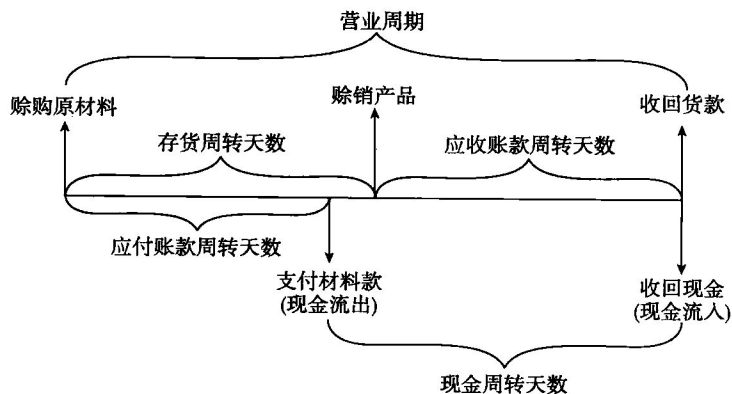 营业周期
赊购原材料
赊销产品
收回货款
存货周转天数
应收账款周转天数
应付账款周转天数
支付材料款
(现金流出)
收回现金
(现金流入)
现金周转天数